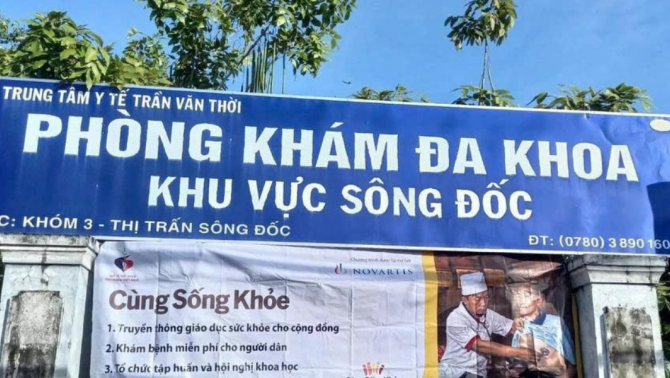 TRUNG TÂM Y TẾ TRẦN VĂN THỜI
PHÒNG KHÁM ĐA KHOA
KHU VỰC SÔNG ĐỐC
C: KHÓM 3 - THỊ TRẤN SÔNG ĐỐC
ĐT: (0780) 3 890 160
NOVARTIS
Cùng Sống Khỏe
1. Truyền thông giáo dục sức khỏe cho cộng đồng
2. Khám bệnh miễn phí cho người dân
3. Tổ chức tập huấn và hội nghị khoa học